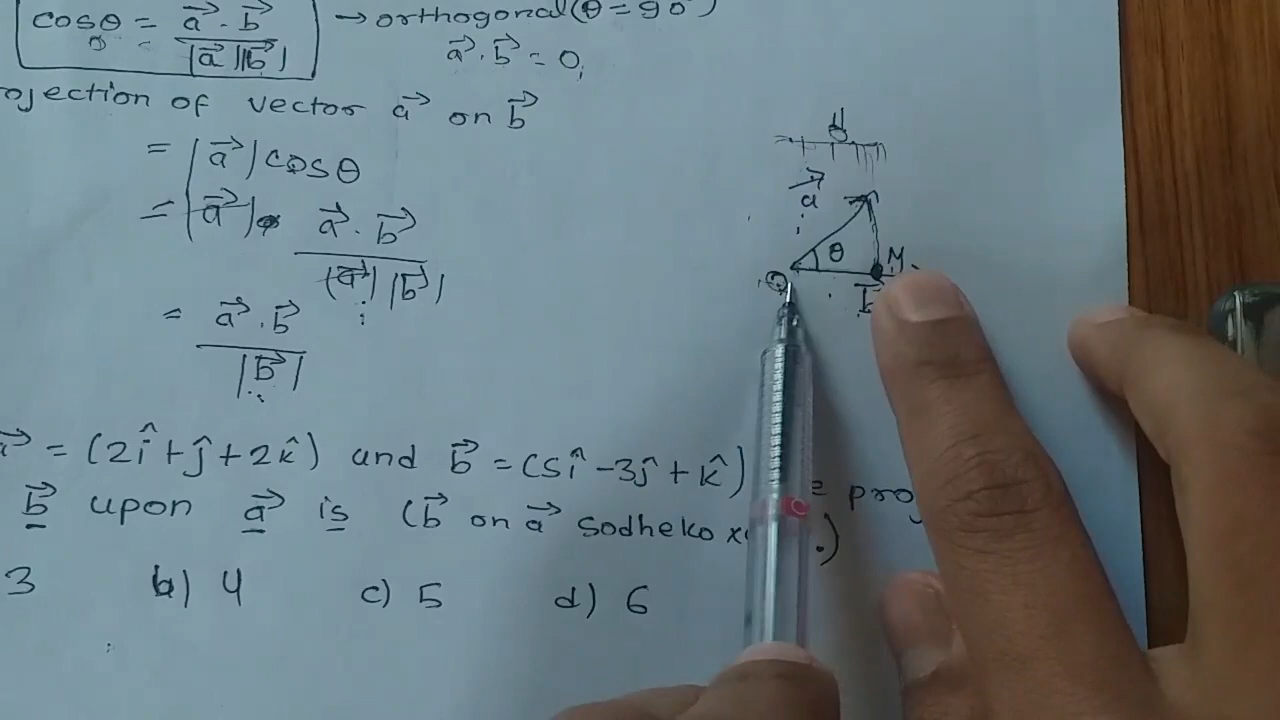 cosθ = a⃗ . b⃗ / |a⃗||b⃗| → orthogonal(θ = 90°)
a⃗ . b⃗ = 0,
ojection of vector a⃗ on b⃗
= |a⃗| cosθ
= |a⃗| . a⃗ . b⃗ / |a⃗| |b⃗|
= a⃗ . b⃗ / |b⃗|
a⃗
θ
M
O
b⃗
a⃗ = (2î + ĵ + 2k̂) and b⃗ = (5î - 3ĵ + k̂)
b⃗ upon a⃗ is (b⃗ on a⃗ sodheko
3 b) 4 c) 5 d) 6